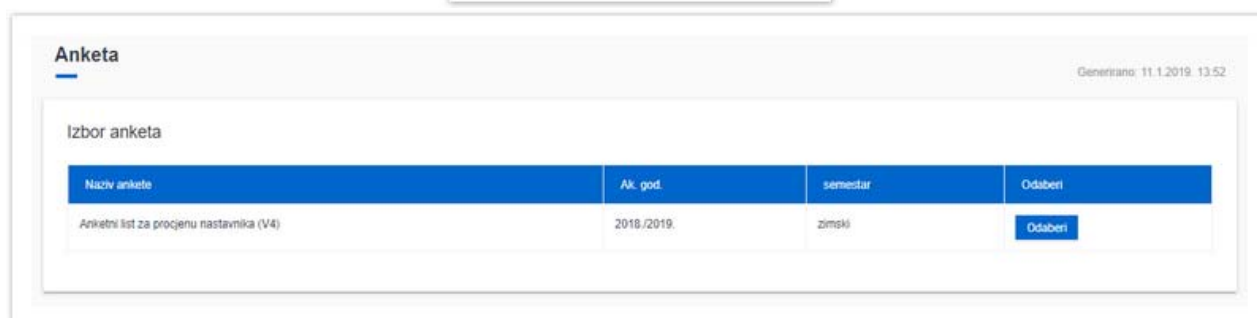 Anketa
Generirano: 11.1.2019. 13:52
Izbor anketa
Naziv ankete Ak. god. semestar Odaberi
Anketni list za procjenu nastavnika (V4) 2018./2019. zimski Odaberi